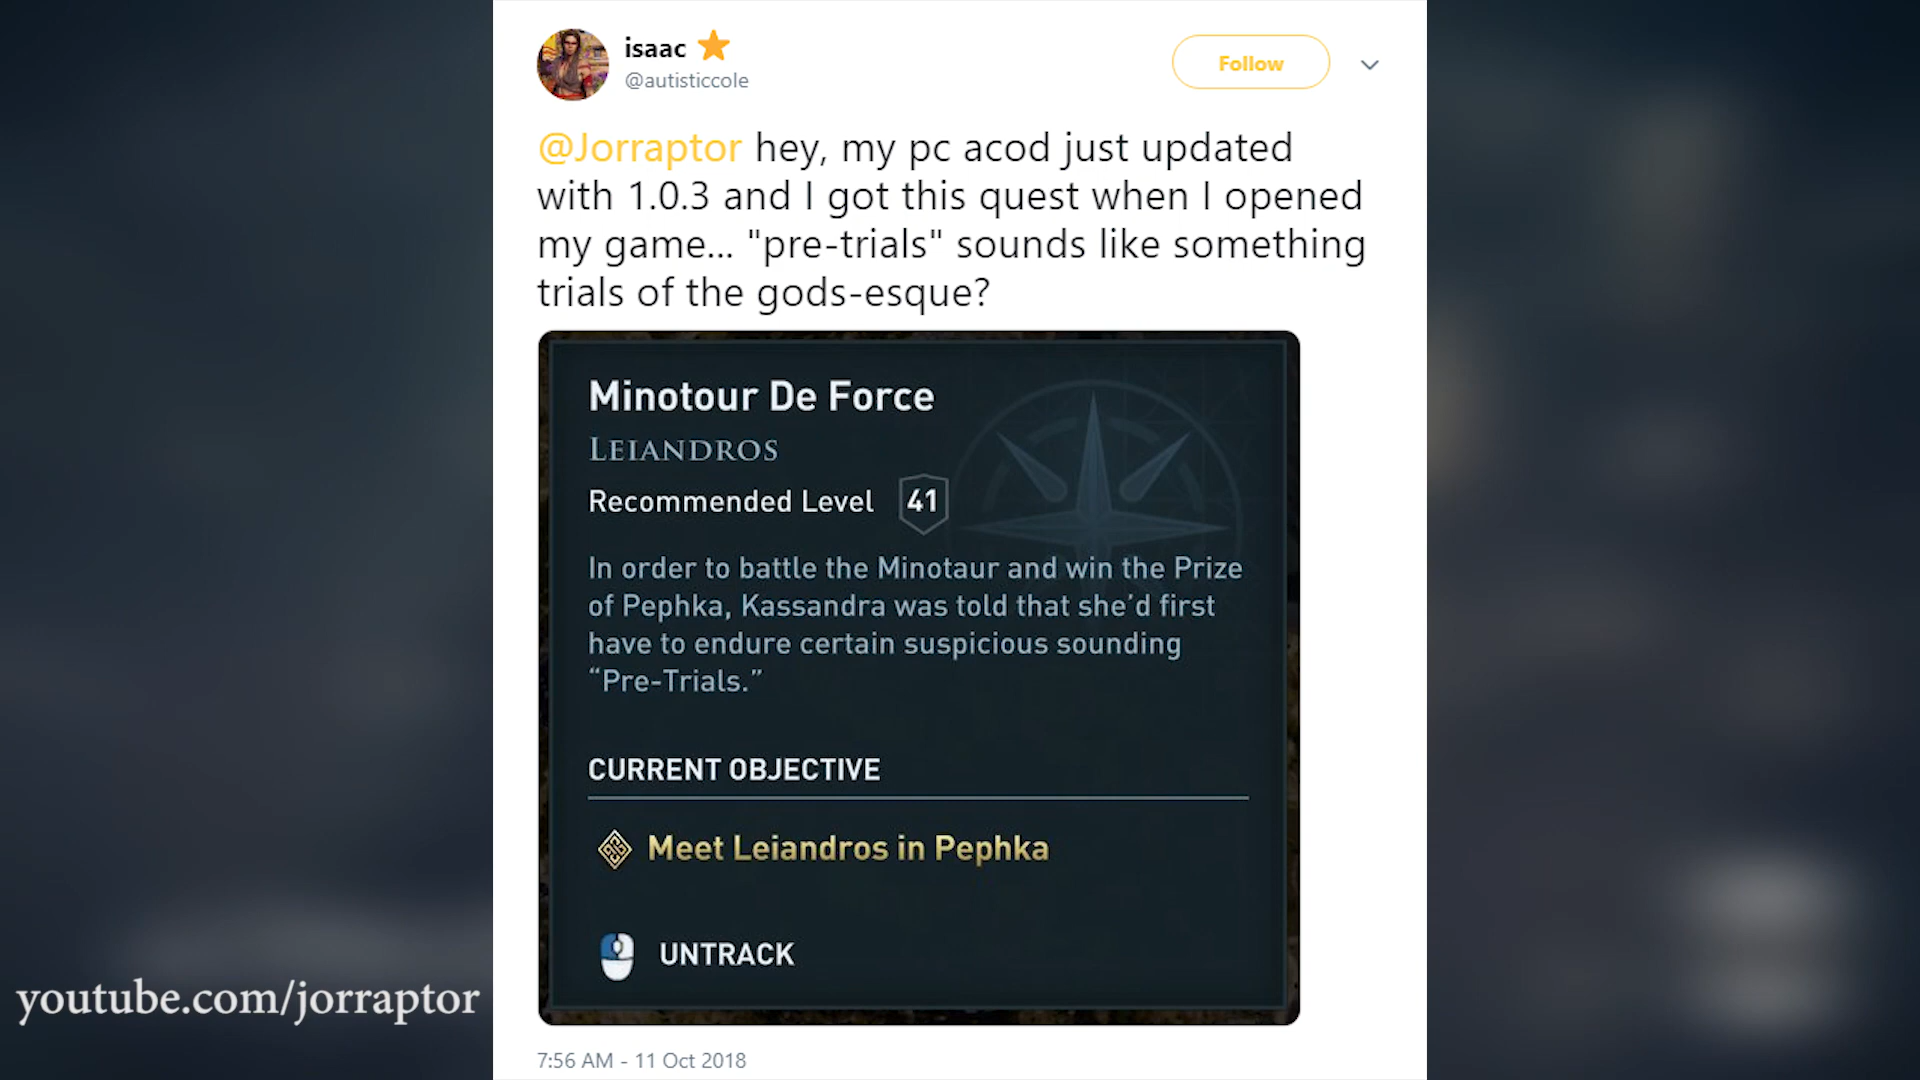 isaac
@autisticcole
Follow
@Jorraptor hey, my pc acod just updated
with 1.0.3 and I got this quest when I opened
my game... "pre-trials" sounds like something
trials of the gods-esque?
Minotour De Force
LEIANDROS
Recommended Level 41
In order to battle the Minotaur and win the Prize
of Pephka, Kassandra was told that she'd first
have to endure certain suspicious sounding
“Pre-Trials.”
CURRENT OBJECTIVE
Meet Leiandros in Pephka
UNTRACK
youtube.com/jorraptor
7:56 AM - 11 Oct 2018